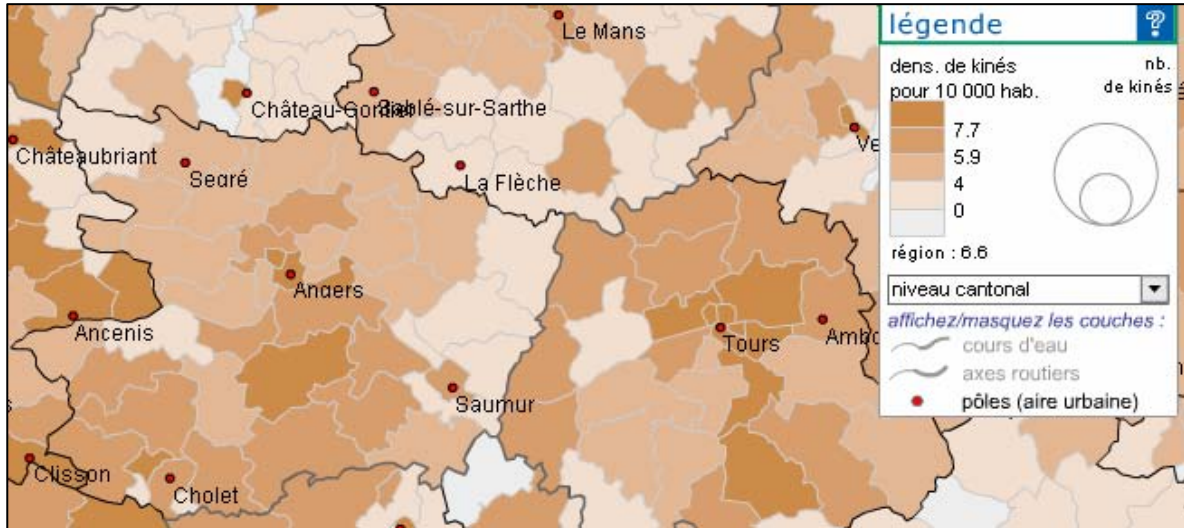 Le Mans
Château-Gontier
Sablé-sur-Sarthe
Châteaubriant
Segré
La Flèche
Ve
Angers
Ancenis
Tours
Ambo
Saumur
Clisson
Cholet
légende
?
dens. de kinés
pour 10 000 hab.
nb.
de kinés
7.7
5.9
4
0
région : 6.6
niveau cantonal
affichez/masquez les couches :
cours d'eau
axes routiers
pôles (aire urbaine)